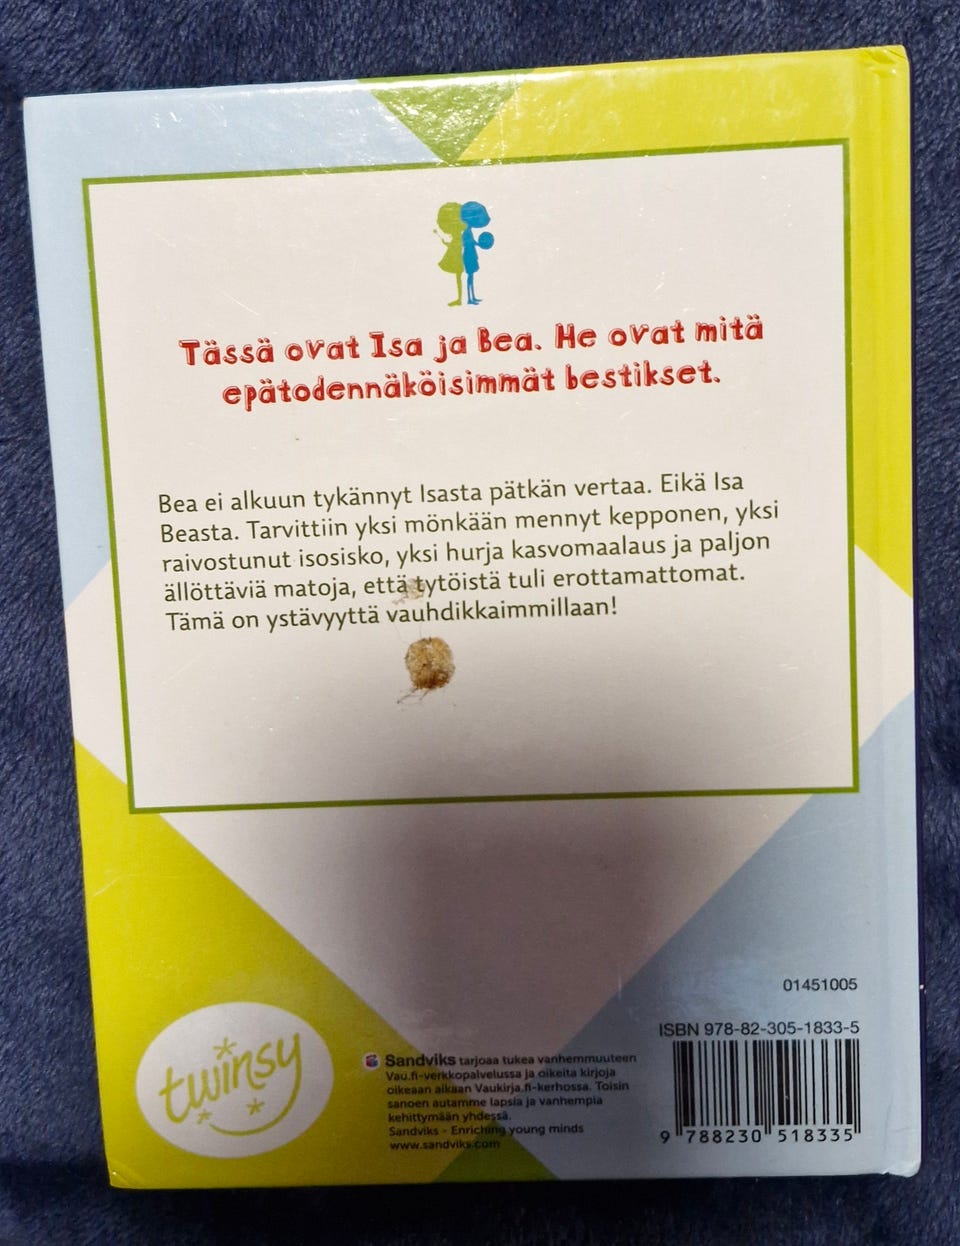 Tässä ovat Isa ja Bea. He ovat mitä
epätodennäköisimmät bestikset.
Bea ei alkuun tykännyt Isasta pätkän vertaa. Eikä Isa
Beasta. Tarvittiin yksi mönkään mennyt kepponen, yksi
raivostunut isosisko, yksi hurja kasvomaalaus ja paljon
ällöttäviä matoja, että tytöistä tuli erottamattomat.
Tämä on ystävyyttä vauhdikkaimmillaan!
01451005
ISBN 978-82-305-1833-5
twinsy
Sandviks tarjoaa tukea vanhemmuuteen
Vau.fi-verkkopalvelussa ja oikeita kirjoja
oikeaan aikaan Vaukirja.fi-kerhossa. Toisin
sanoen autamme lapsia ja vanhempia
kehittymään yhdessä.
Sandviks - Enriching young minds
www.sandviks.com
9 788230 518335